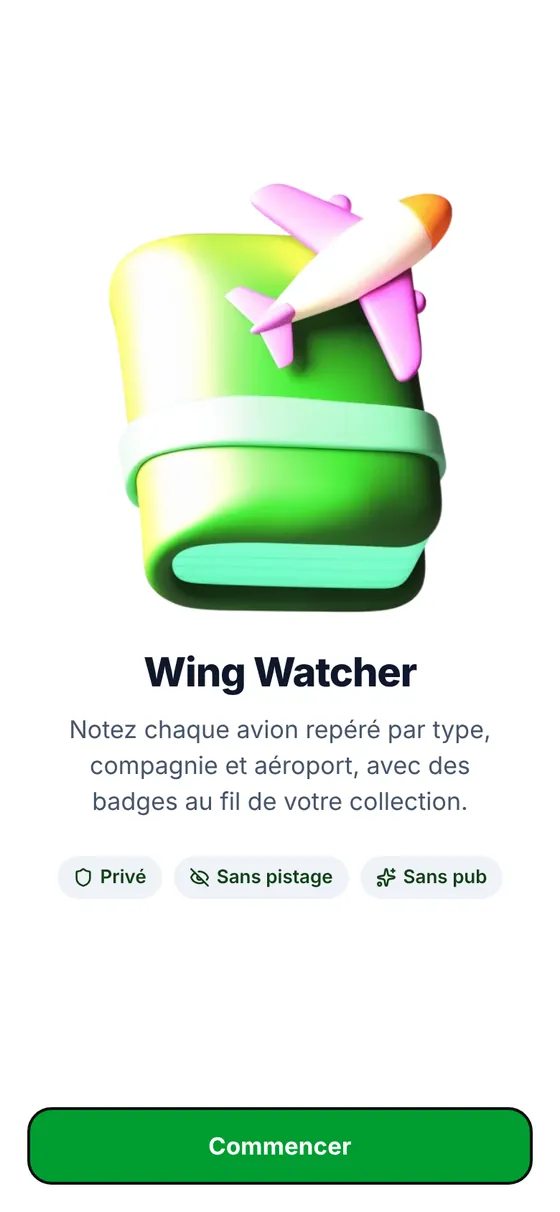 Wing Watcher
Notez chaque avion repéré par type,
compagnie et aéroport, avec des
badges au fil de votre collection.
Privé
Sans pistage
Sans pub
Commencer